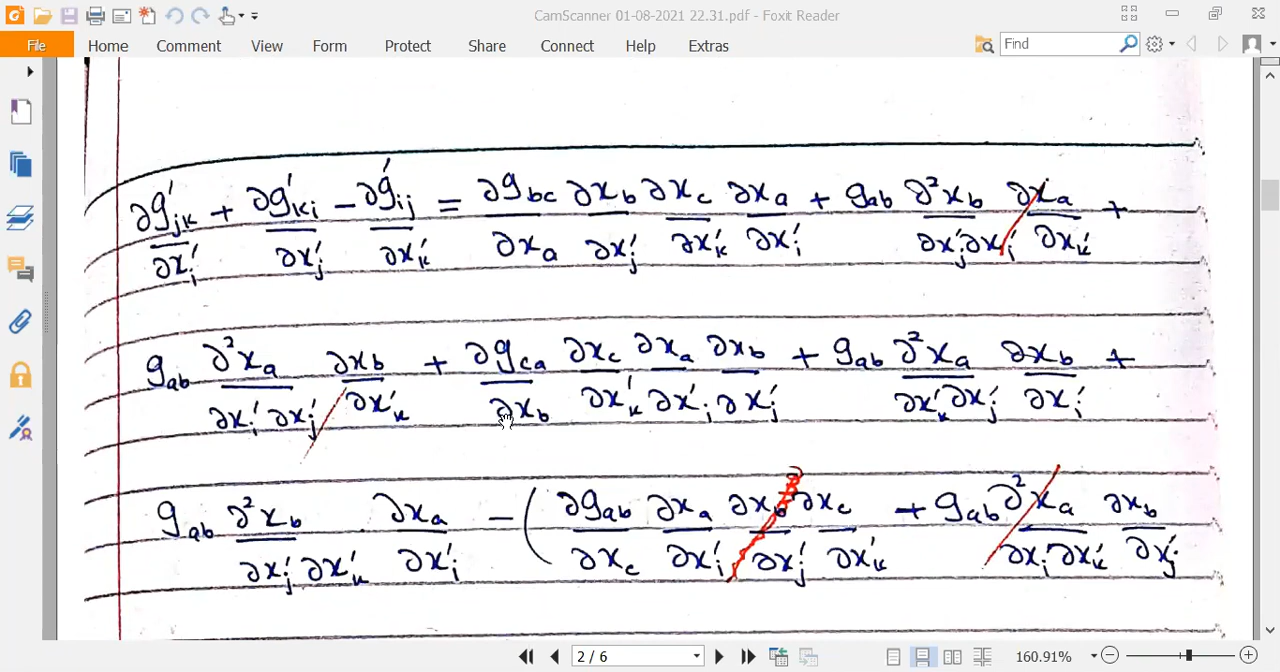 CamScanner 01-08-2021 22.31.pdf - Foxit Reader
File Home Comment View Form Protect Share Connect Help Extras Find
∂g′jk/∂x′i + ∂g′ki/∂x′j − ∂g′ij/∂x′k = ∂gbc/∂xa ∂xb/∂x′j ∂xc/∂x′k ∂xa/∂x′i + gab ∂²xb/∂x′j∂x′i ∂xa/∂x′k +
gab ∂²xa/∂x′i∂x′j ∂xb/∂x′k + ∂gca/∂xb ∂xc/∂x′k ∂xa/∂x′i ∂xb/∂x′j + gab ∂²xa/∂x′k∂x′j ∂xb/∂x′i +
gab ∂²xb/∂x′j∂x′k ∂xa/∂x′i − (∂gab/∂xc ∂xa/∂x′i ∂xb/∂x′j ∂xc/∂x′k + gab ∂²xa/∂x′i∂x′k ∂xb/∂x′j
2 / 6 160.91%